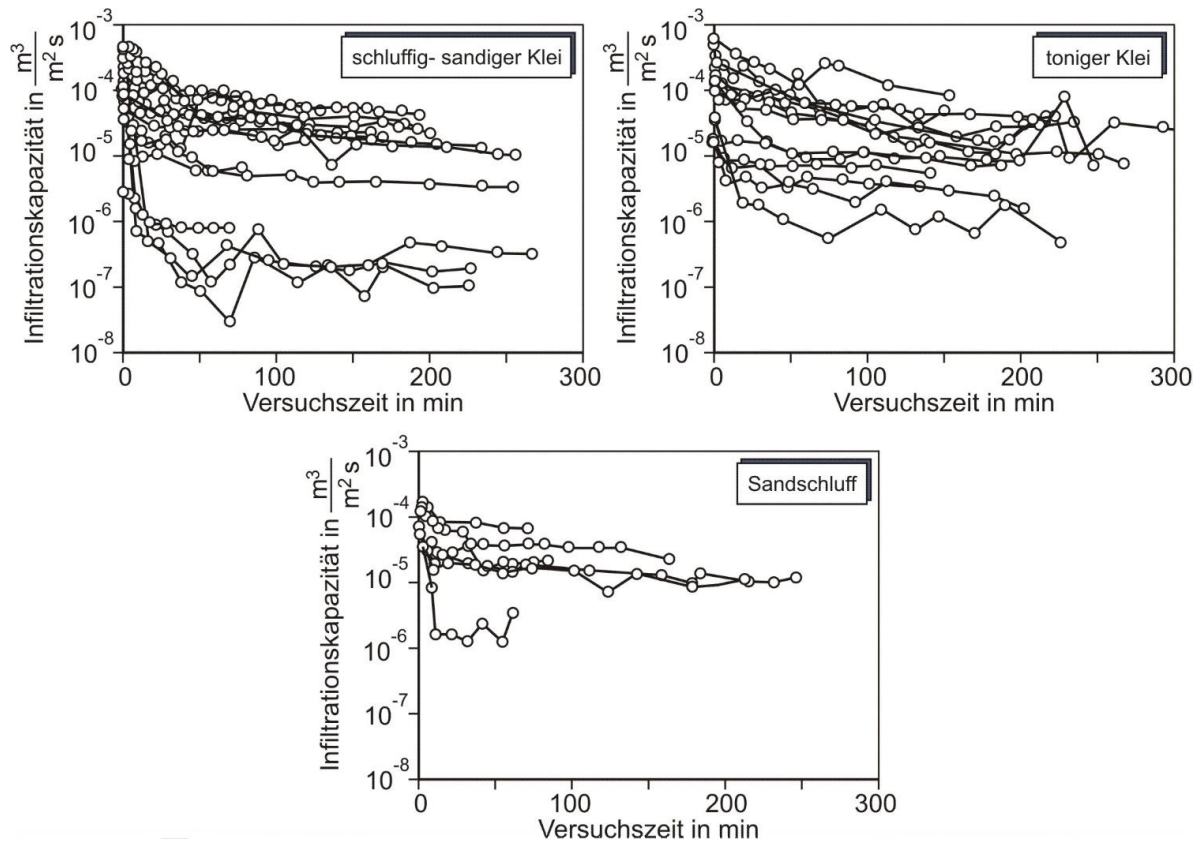 Infiltrationskapazität in m³/m² s
10⁻³
10⁻⁴
10⁻⁵
10⁻⁶
10⁻⁷
10⁻⁸
schluffig- sandiger Klei
0 100 200 300
Versuchszeit in min
Infiltrationskapazität in m³/m² s
10⁻³
10⁻⁴
10⁻⁵
10⁻⁶
10⁻⁷
10⁻⁸
toniger Klei
0 100 200 300
Versuchszeit in min
Infiltrationskapazität in m³/m² s
10⁻³
10⁻⁴
10⁻⁵
10⁻⁶
10⁻⁷
10⁻⁸
Sandschluff
0 100 200 300
Versuchszeit in min